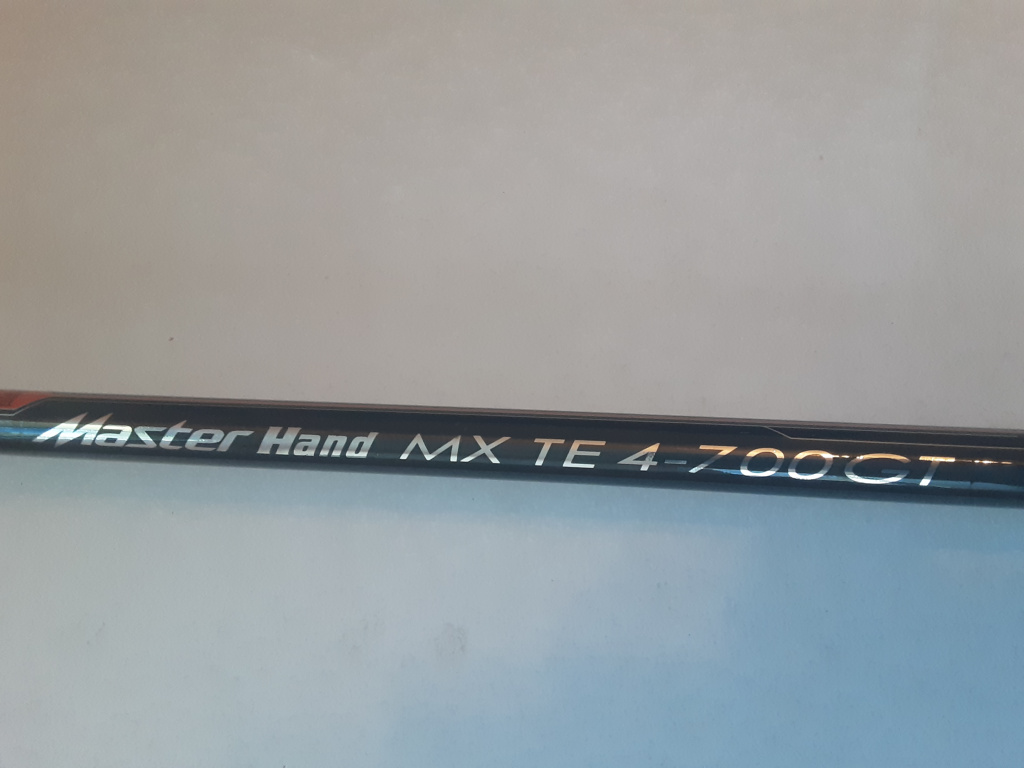 Master Hand MX TE 4-700GT